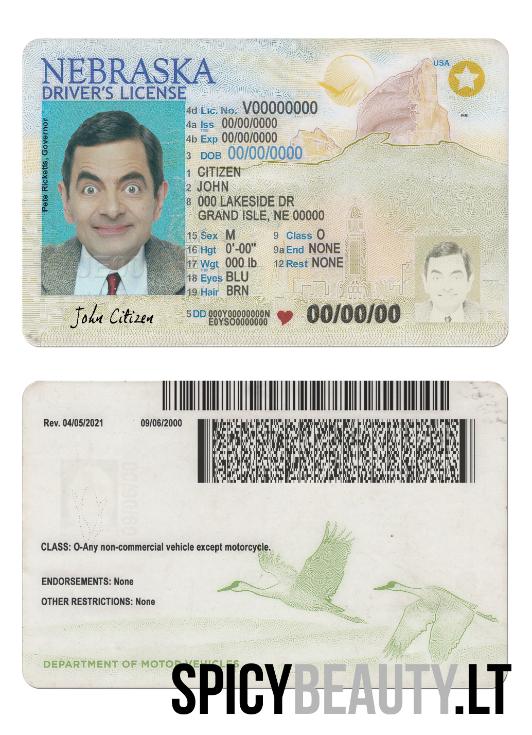 NEBRASKA
USA
DRIVER'S LICENSE
Pete Ricketts, Governor
4d Lic. No. V00000000
4a Iss 00/00/0000
4b Exp 00/00/0000
3 DOB 00/00/0000
1 CITIZEN
2 JOHN
8 000 LAKESIDE DR
GRAND ISLE, NE 00000
15 Sex M 9 Class O
16 Hgt 0'-00" 9a End NONE
17 Wgt 000 lb 12 Rest NONE
18 Eyes BLU
19 Hair BRN
John Citizen
5 DD 000Y00000000N
E0YSO0000000
00/00/00
Rev. 04/05/2021 09/06/2000
CLASS: O-Any non-commercial vehicle except motorcycle.
ENDORSEMENTS: None
OTHER RESTRICTIONS: None
DEPARTMENT OF MOTOR VEHICLES
SPICYBEAUTY.LT